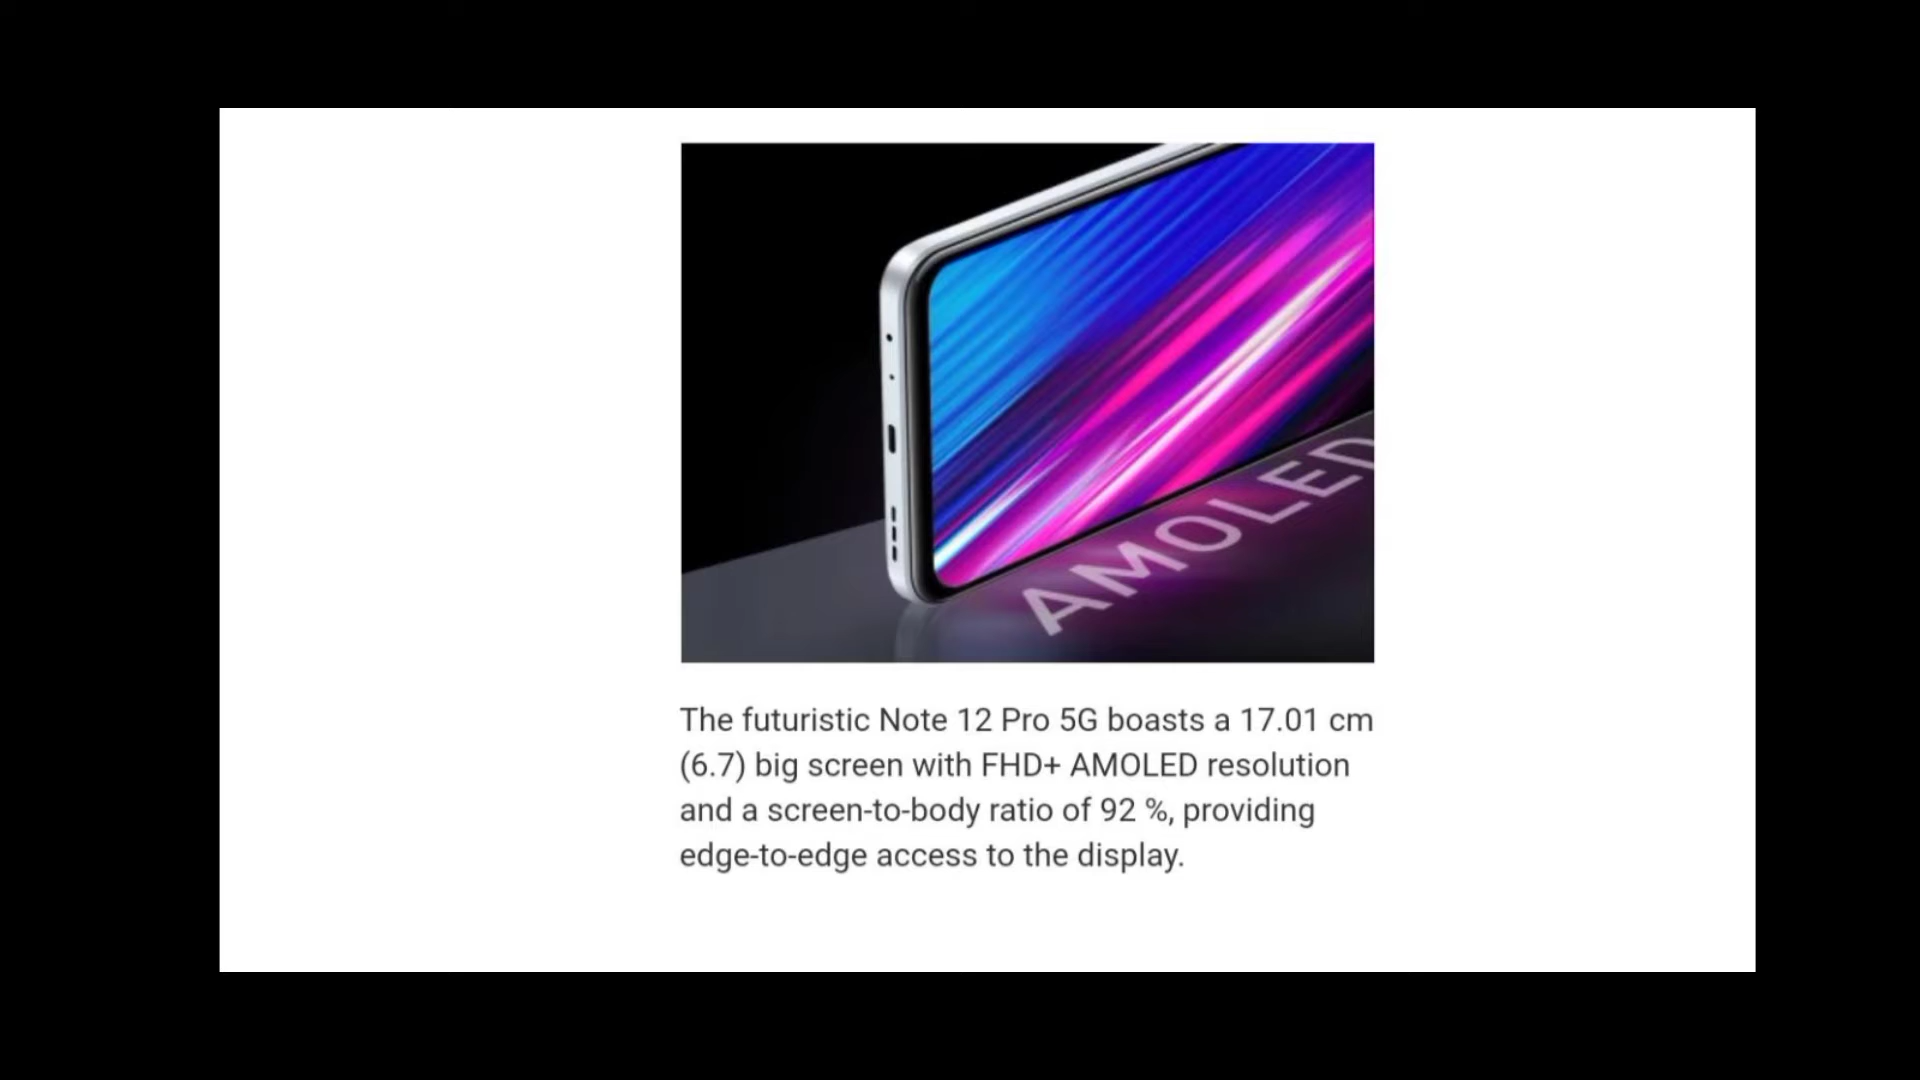 AMOLED
The futuristic Note 12 Pro 5G boasts a 17.01 cm
(6.7) big screen with FHD+ AMOLED resolution
and a screen-to-body ratio of 92 %, providing
edge-to-edge access to the display.